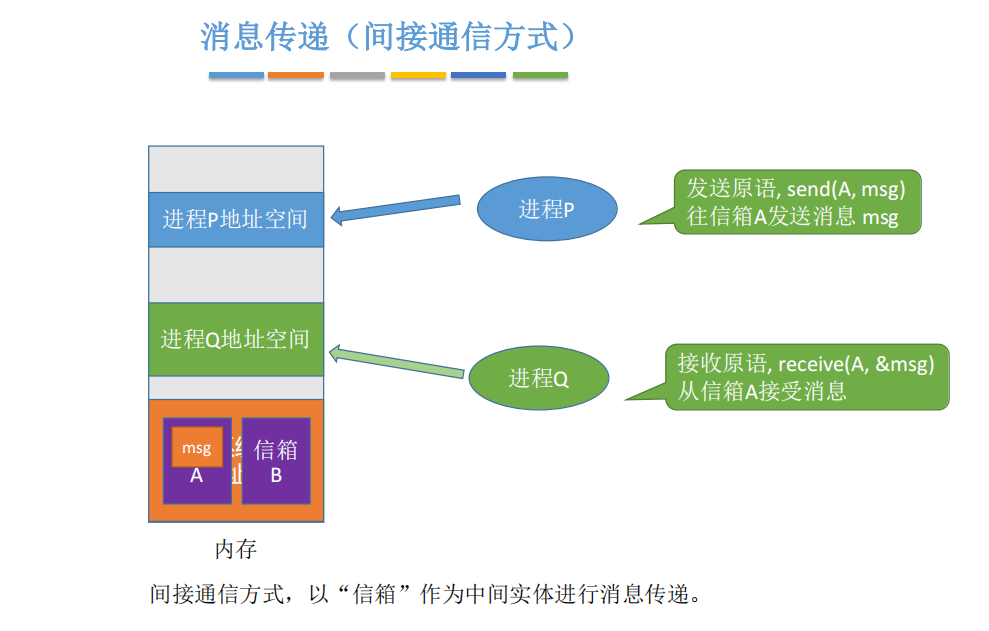 消息传递（间接通信方式）
进程P地址空间
进程P
发送原语, send(A, msg)
往信箱A发送消息 msg
进程Q地址空间
进程Q
接收原语, receive(A, &msg)
从信箱A接受消息
msg
A
信箱
B
内存
间接通信方式，以“信箱”作为中间实体进行消息传递。